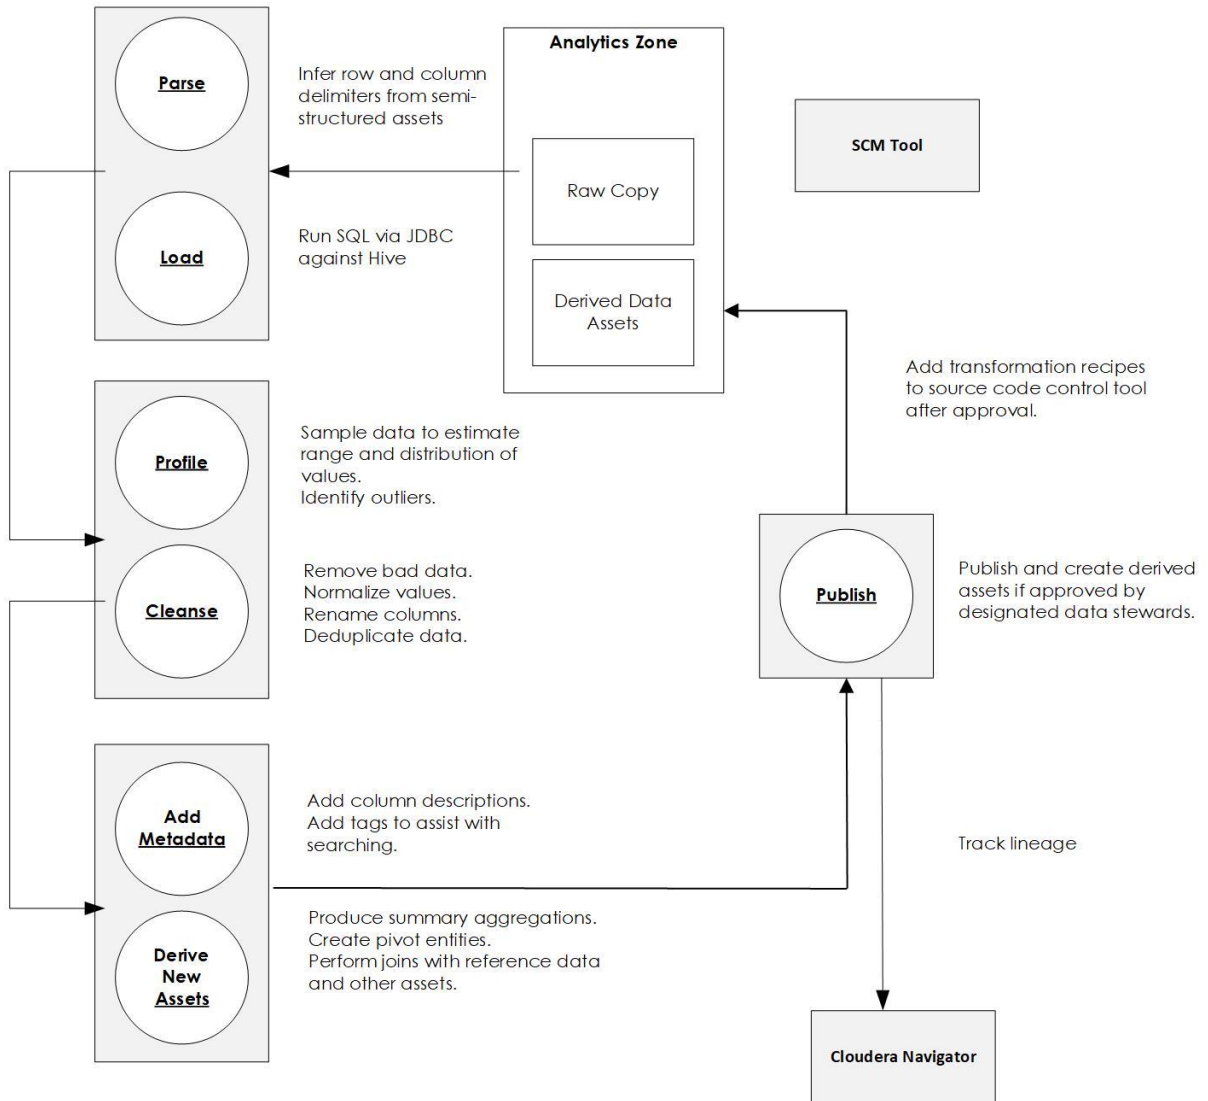 Analytics Zone
Parse
Infer row and column
delimiters from semi-
structured assets
SCM Tool
Raw Copy
Load
Run SQL via JDBC
against Hive
Derived Data
Assets
Add transformation recipes
to source code control tool
after approval.
Profile
Sample data to estimate
range and distribution of
values.
Identify outliers.
Cleanse
Remove bad data.
Normalize values.
Rename columns.
Deduplicate data.
Publish
Publish and create derived
assets if approved by
designated data stewards.
Add
Metadata
Add column descriptions.
Add tags to assist with
searching.
Track lineage
Derive
New
Assets
Produce summary aggregations.
Create pivot entities.
Perform joins with reference data
and other assets.
Cloudera Navigator